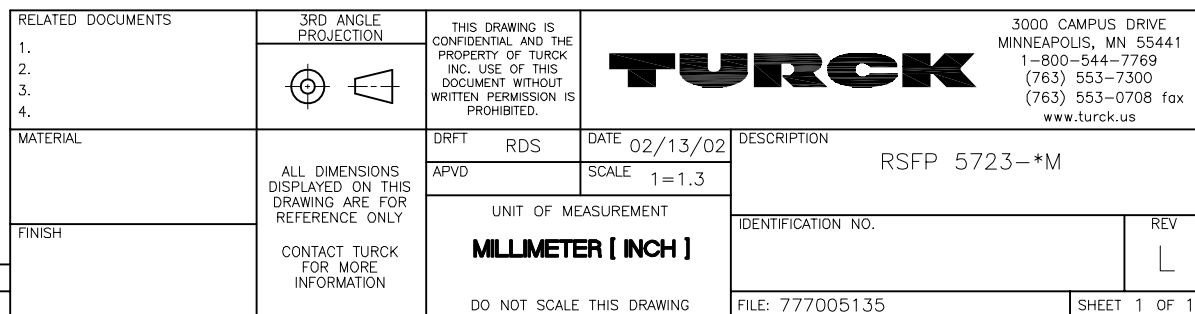 RELATED DOCUMENTS
1.
2.
3.
4.
3RD ANGLE
PROJECTION
THIS DRAWING IS
CONFIDENTIAL AND THE
PROPERTY OF TURCK
INC. USE OF THIS
DOCUMENT WITHOUT
WRITTEN PERMISSION IS
PROHIBITED.
TURCK
3000 CAMPUS DRIVE
MINNEAPOLIS, MN 55441
1-800-544-7769
(763) 553-7300
(763) 553-0708 fax
www.turck.us
MATERIAL
ALL DIMENSIONS
DISPLAYED ON THIS
DRAWING ARE FOR
REFERENCE ONLY
CONTACT TURCK
FOR MORE
INFORMATION
DRFT RDS
DATE 02/13/02
DESCRIPTION
RSFP 5723-*M
APVD
SCALE 1=1.3
UNIT OF MEASUREMENT
MILLIMETER [ INCH ]
DO NOT SCALE THIS DRAWING
IDENTIFICATION NO.
REV
L
FINISH
FILE: 777005135
SHEET 1 OF 1